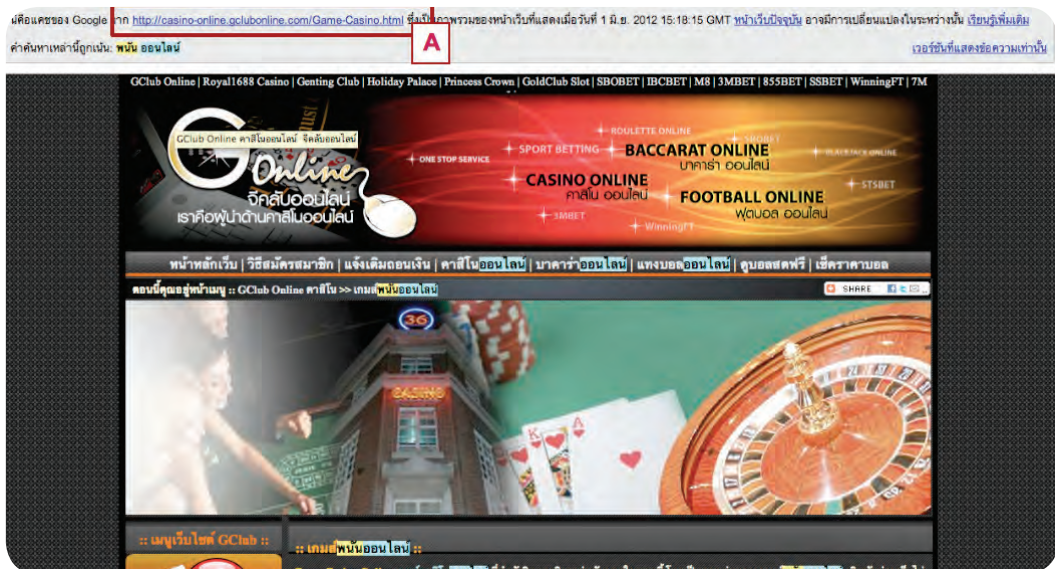 นี่คือแคชของ Google จาก http://casino-online.gclubonline.com/Game-Casino.html ซึ่งเป็นภาพรวมของหน้าเว็บที่แสดงเมื่อวันที่ 1 มิ.ย. 2012 15:18:15 GMT หน้าเว็บปัจจุบัน อาจมีการเปลี่ยนแปลงในระหว่างนั้น เรียนรู้เพิ่มเติม
A
คำค้นหาเหล่านี้ถูกเน้น: พนัน ออนไลน์
เวอร์ชันที่แสดงข้อความเท่านั้น
GClub Online | Royal1688 Casino | Genting Club | Holiday Palace | Princess Crown | GoldClub Slot | SBOBET | IBCBET | M8 | 3MBET | 855BET | SSBET | WinningFT | 7M
GClub Online คาสิโนออนไลน์ จีคลับออนไลน์
G Online
จีคลับออนไลน์
เราคือผู้นำด้านคาสิโนออนไลน์
ROULETTE ONLINE
SBOBET
ONE STOP SERVICE
SPORT BETTING
BACCARAT ONLINE
BLACKJACK ONLINE
บาคาร่า ออนไลน์
CASINO ONLINE
คาสิโน ออนไลน์
STSBET
FOOTBALL ONLINE
ฟุตบอล ออนไลน์
3MBET
WinningFT
หน้าหลักเว็บ | วิธีสมัครสมาชิก | แจ้งเติมถอนเงิน | คาสิโนออนไลน์ | บาคาร่าออนไลน์ | แทงบอลออนไลน์ | ดูบอลสดฟรี | เช็คราคาบอล
ตอนนี้คุณอยู่หน้าเมนู :: GClub Online คาสิโน >> เกมส์พนันออนไลน์
SHARE
36
CASINO
K
A
:: เมนูเว็บไซต์ GClub ::
:: เกมส์พนันออนไลน์ ::